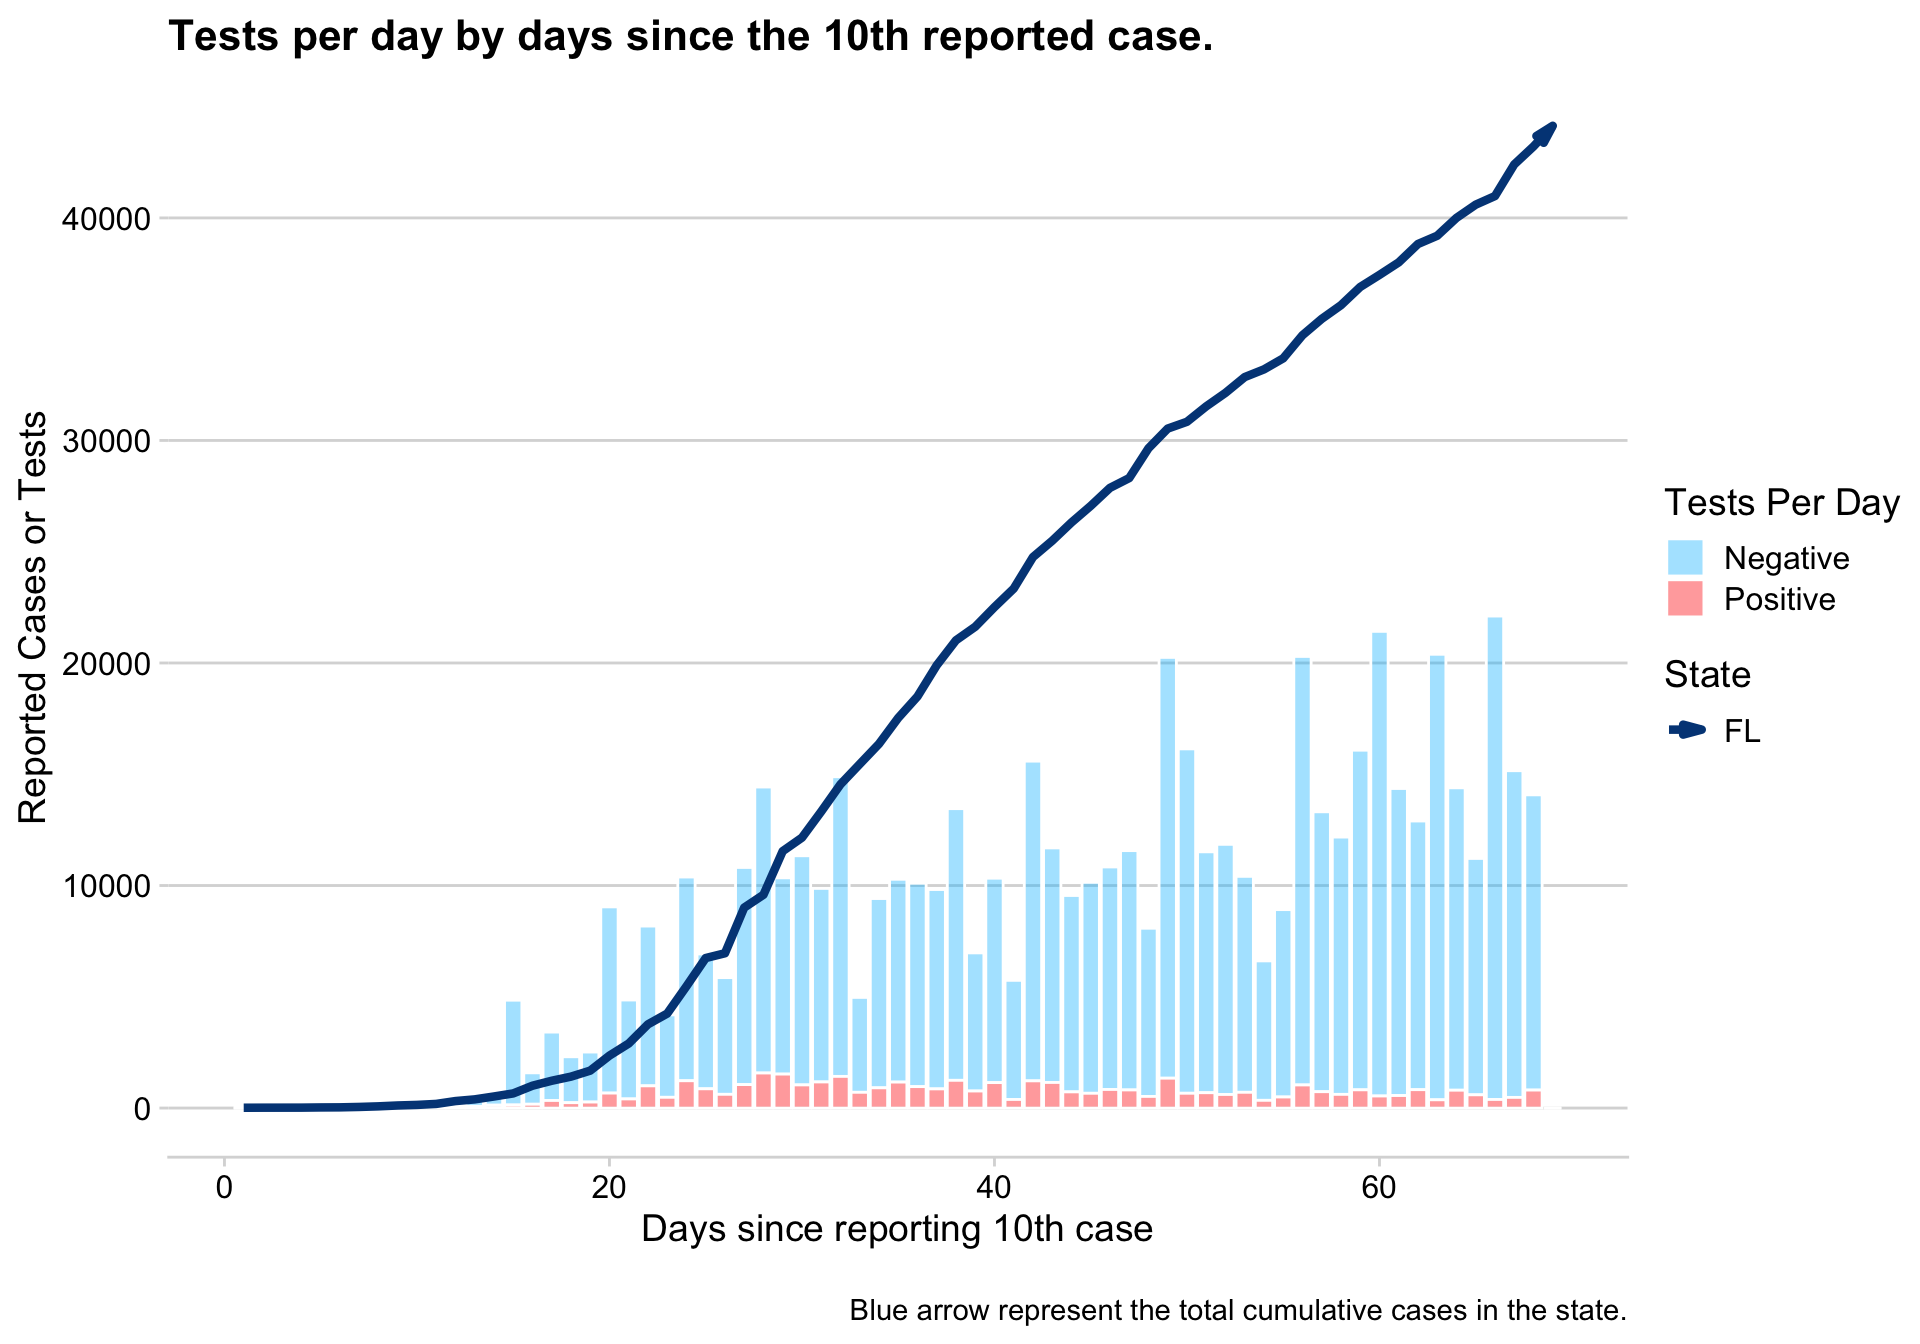 Tests per day by days since the 10th reported case.
Reported Cases or Tests
40000
30000
20000
10000
0
0 20 40 60
Days since reporting 10th case
Tests Per Day
Negative
Positive
State
FL
Blue arrow represent the total cumulative cases in the state.